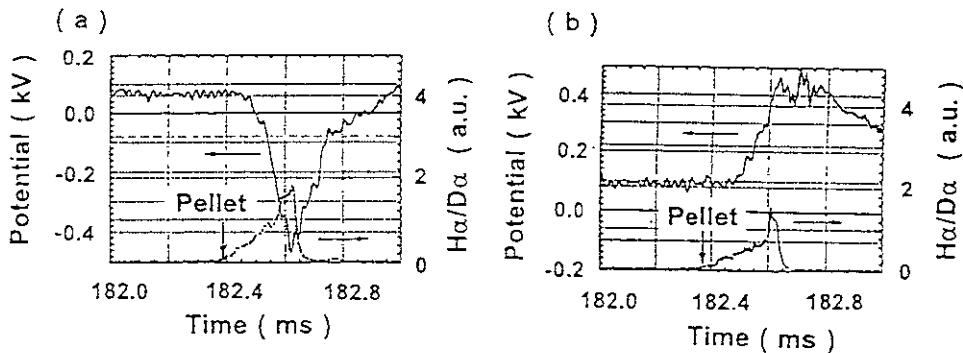 ( a )
Potential ( kV )
0.2
0.0
-0.2
-0.4
Pellet
4
2
0
Hα/Dα ( a.u. )
182.0
182.4
182.8
Time ( ms )
( b )
Potential ( kV )
0.4
0.2
0.0
-0.2
Pellet
4
2
0
Hα/Dα ( a.u. )
182.0
182.4
182.8
Time ( ms )